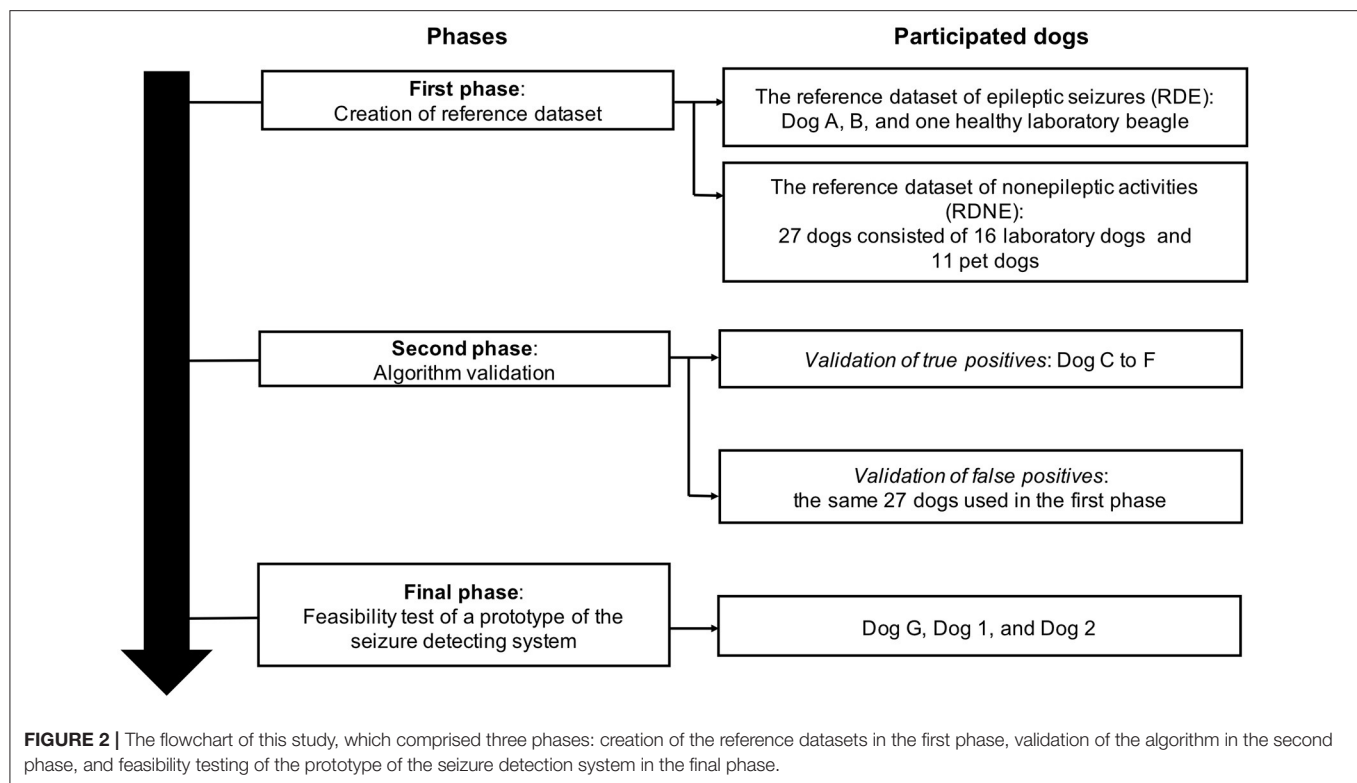 Phases
Participated dogs
First phase:
Creation of reference dataset
The reference dataset of epileptic seizures (RDE):
Dog A, B, and one healthy laboratory beagle
The reference dataset of nonepileptic activities
(RDNE):
27 dogs consisted of 16 laboratory dogs and
11 pet dogs
Second phase:
Algorithm validation
Validation of true positives: Dog C to F
Validation of false positives:
the same 27 dogs used in the first phase
Final phase:
Feasibility test of a prototype of the
seizure detecting system
Dog G, Dog 1, and Dog 2
FIGURE 2 | The flowchart of this study, which comprised three phases: creation of the reference datasets in the first phase, validation of the algorithm in the second
phase, and feasibility testing of the prototype of the seizure detection system in the final phase.